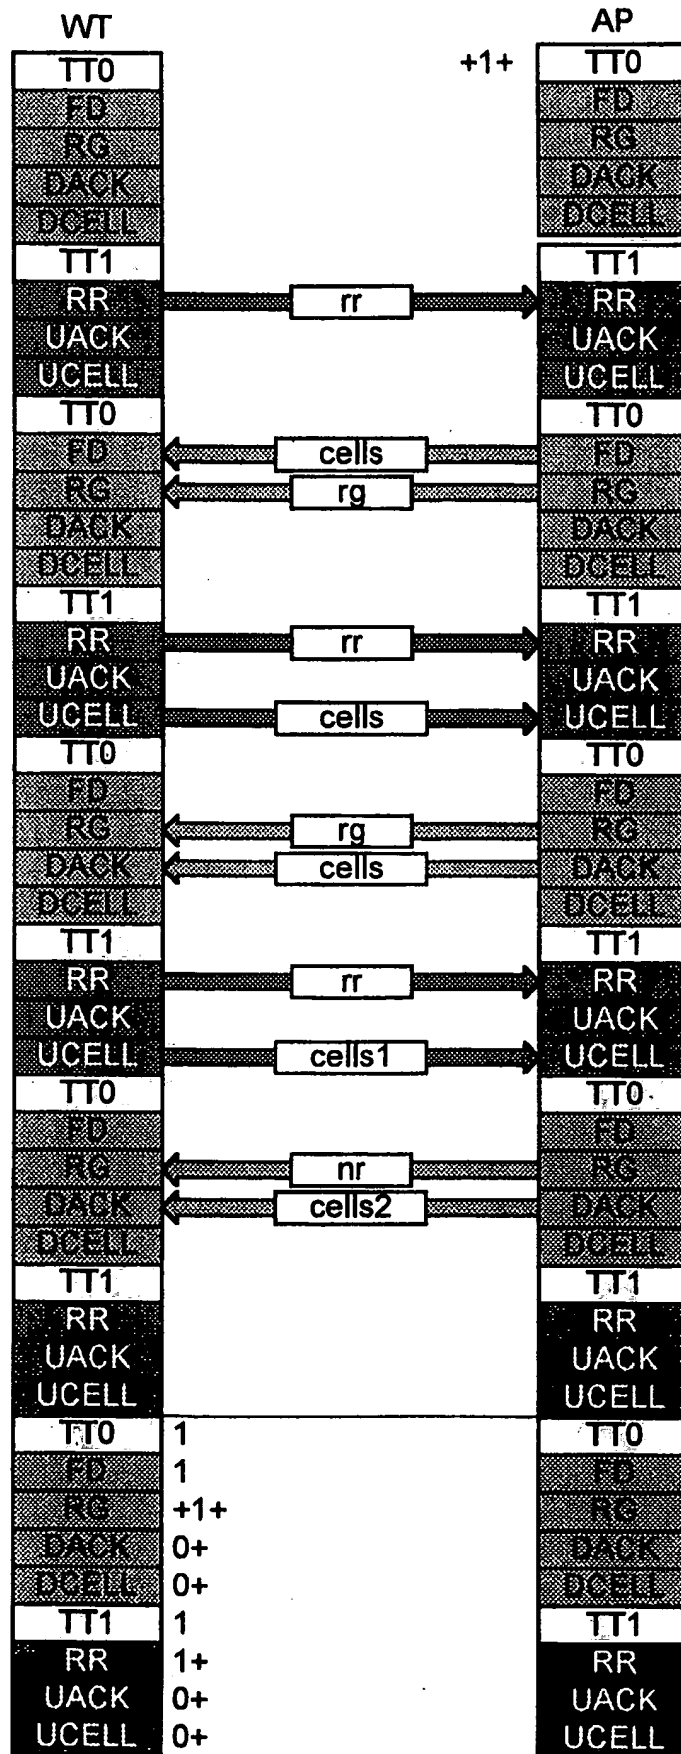 WT AP
TT0 +1+ TT0
FD FD
RG RG
DACK DACK
DCELL DCELL
TT1 TT1
RR rr RR
UACK UACK
UCELL UCELL
TT0 TT0
FD cells FD
RG rg RG
DACK DACK
DCELL DCELL
TT1 TT1
RR rr RR
UACK UACK
UCELL cells UCELL
TT0 TT0
FD FD
RG rg RG
DACK cells DACK
DCELL DCELL
TT1 TT1
RR rr RR
UACK UACK
UCELL cells1 UCELL
TT0 TT0
FD FD
RG nr RG
DACK cells2 DACK
DCELL DCELL
TT1 TT1
RR RR
UACK UACK
UCELL UCELL
TT0 1 TT0
FD 1 FD
RG +1+ RG
DACK 0+ DACK
DCELL 0+ DCELL
TT1 1 TT1
RR 1+ RR
UACK 0+ UACK
UCELL 0+ UCELL